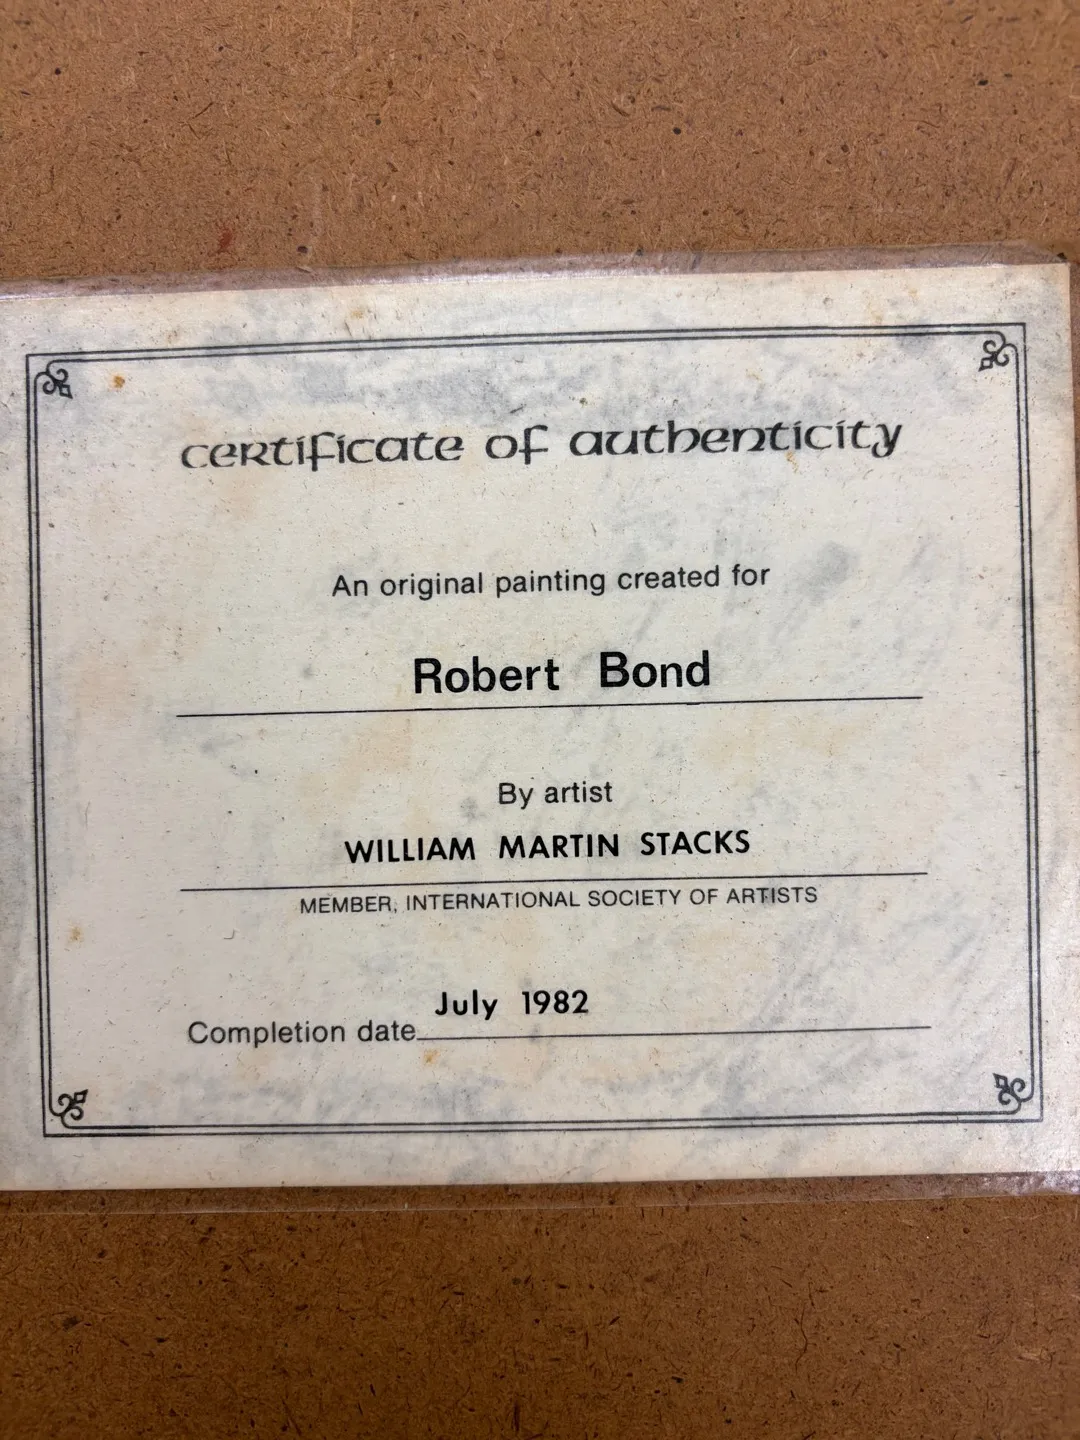 certificate of authenticity
An original painting created for
Robert Bond
By artist
WILLIAM MARTIN STACKS
MEMBER, INTERNATIONAL SOCIETY OF ARTISTS
July 1982
Completion date